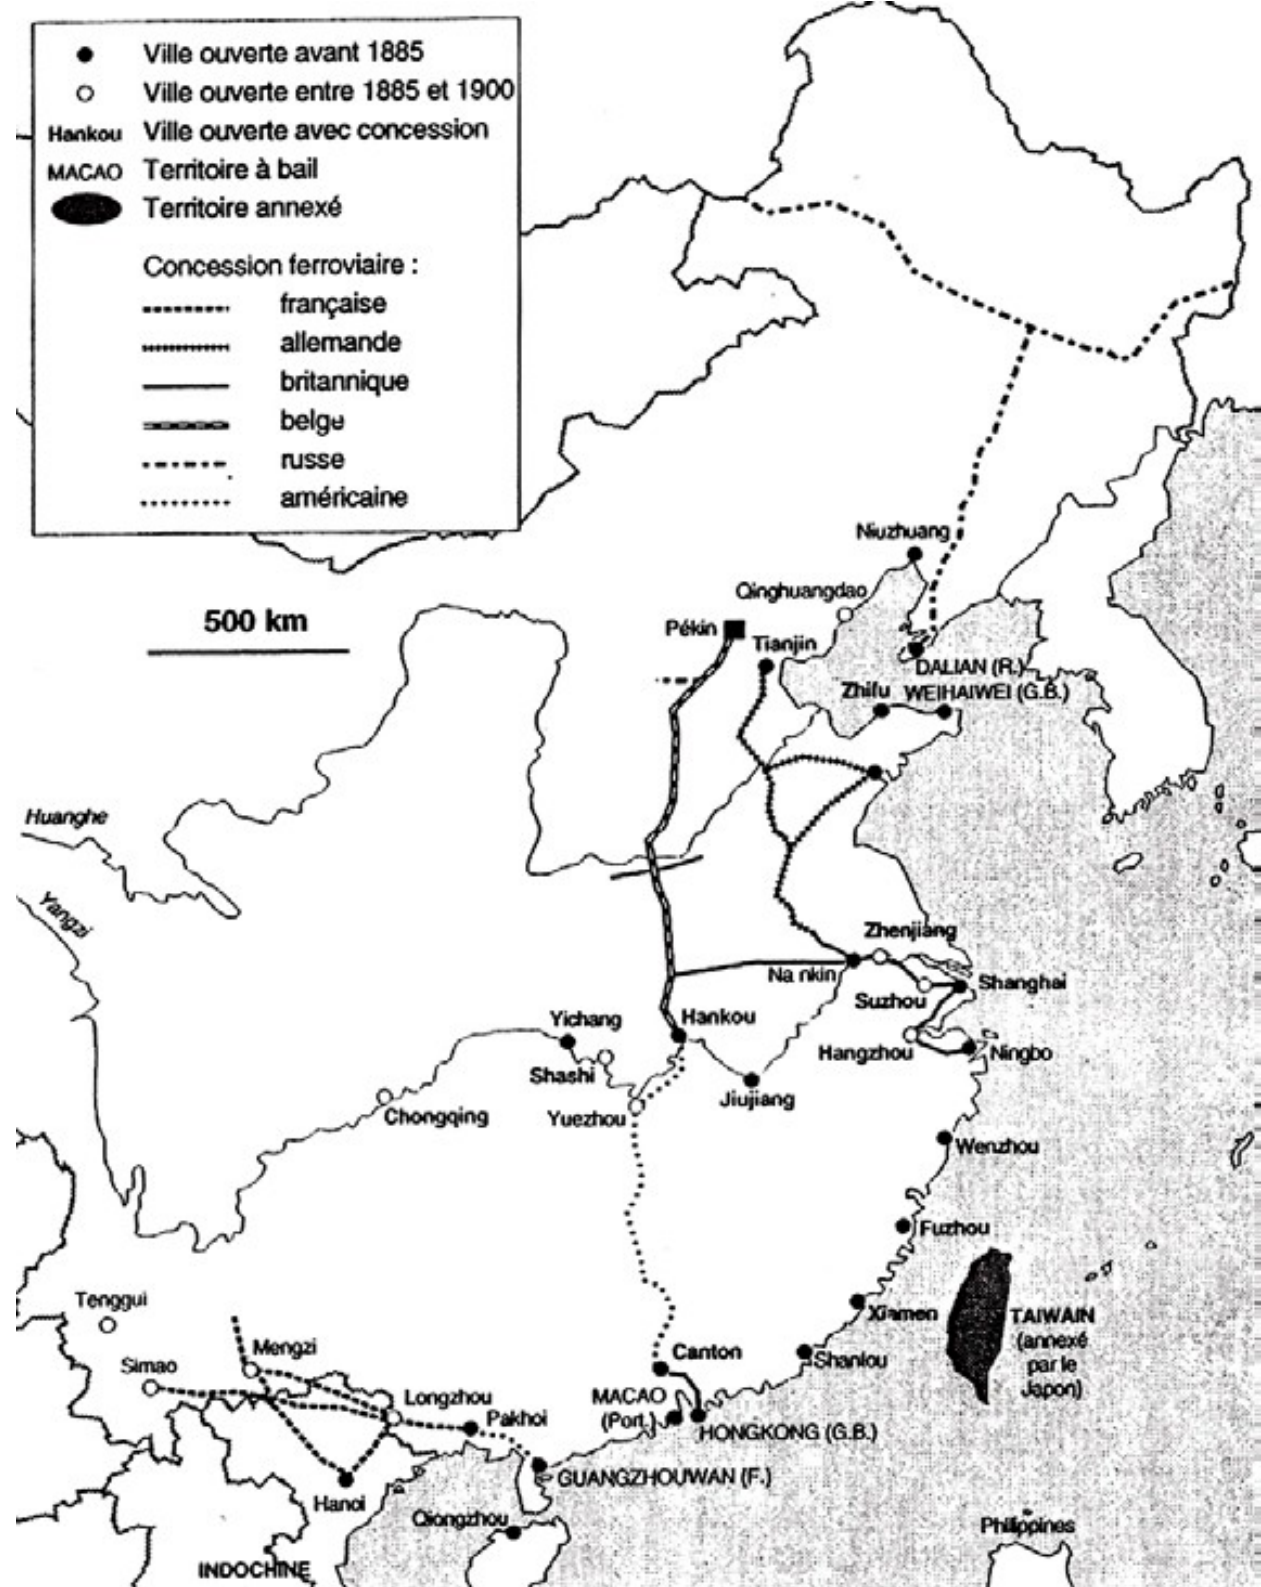 Ville ouverte avant 1885
Ville ouverte entre 1885 et 1900
Hankou Ville ouverte avec concession
MACAO Territoire à bail
Territoire annexé
Concession ferroviaire :
française
allemande
britannique
belge
russe
américaine
500 km
Niuzhuang
Qinghuangdao
Pékin
Tianjin
DALIAN (R.)
Zhifu
WEIHAIWEI (G.B.)
Huanghe
Yangzi
Zhenjiang
Na nkin
Shanghai
Suzhou
Yichang
Hankou
Hangzhou
Ningbo
Shashi
Jiujiang
Chongqing
Yuezhou
Wenzhou
Fuzhou
Tenggui
Xiamen
TAIWAIN
(annexé
par le
Japon)
Mengzi
Simao
Canton
Shanlou
Longzhou
MACAO
(Port.)
Pakhoi
HONGKONG (G.B.)
GUANGZHOUWAN (F.)
Hanoi
Qiongzhou
Philippines
INDOCHINE